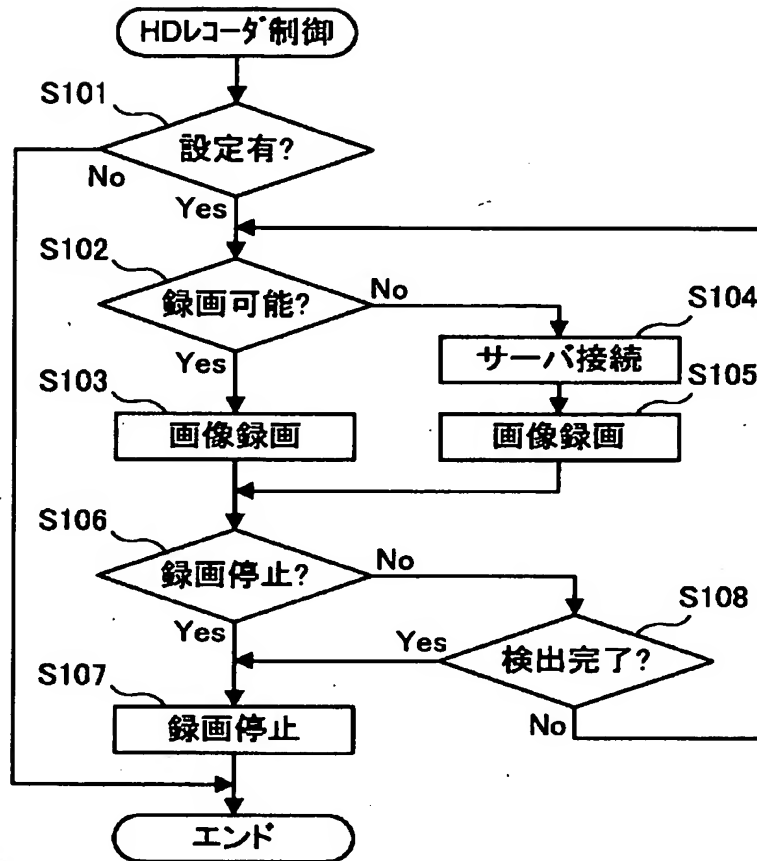 HDレコーダ制御
S101
設定有?
No
Yes
S102
録画可能?
No
Yes
S104
サーバ接続
S103
画像録画
S105
画像録画
S106
録画停止?
No
Yes
S108
検出完了?
Yes
No
S107
録画停止
エンド